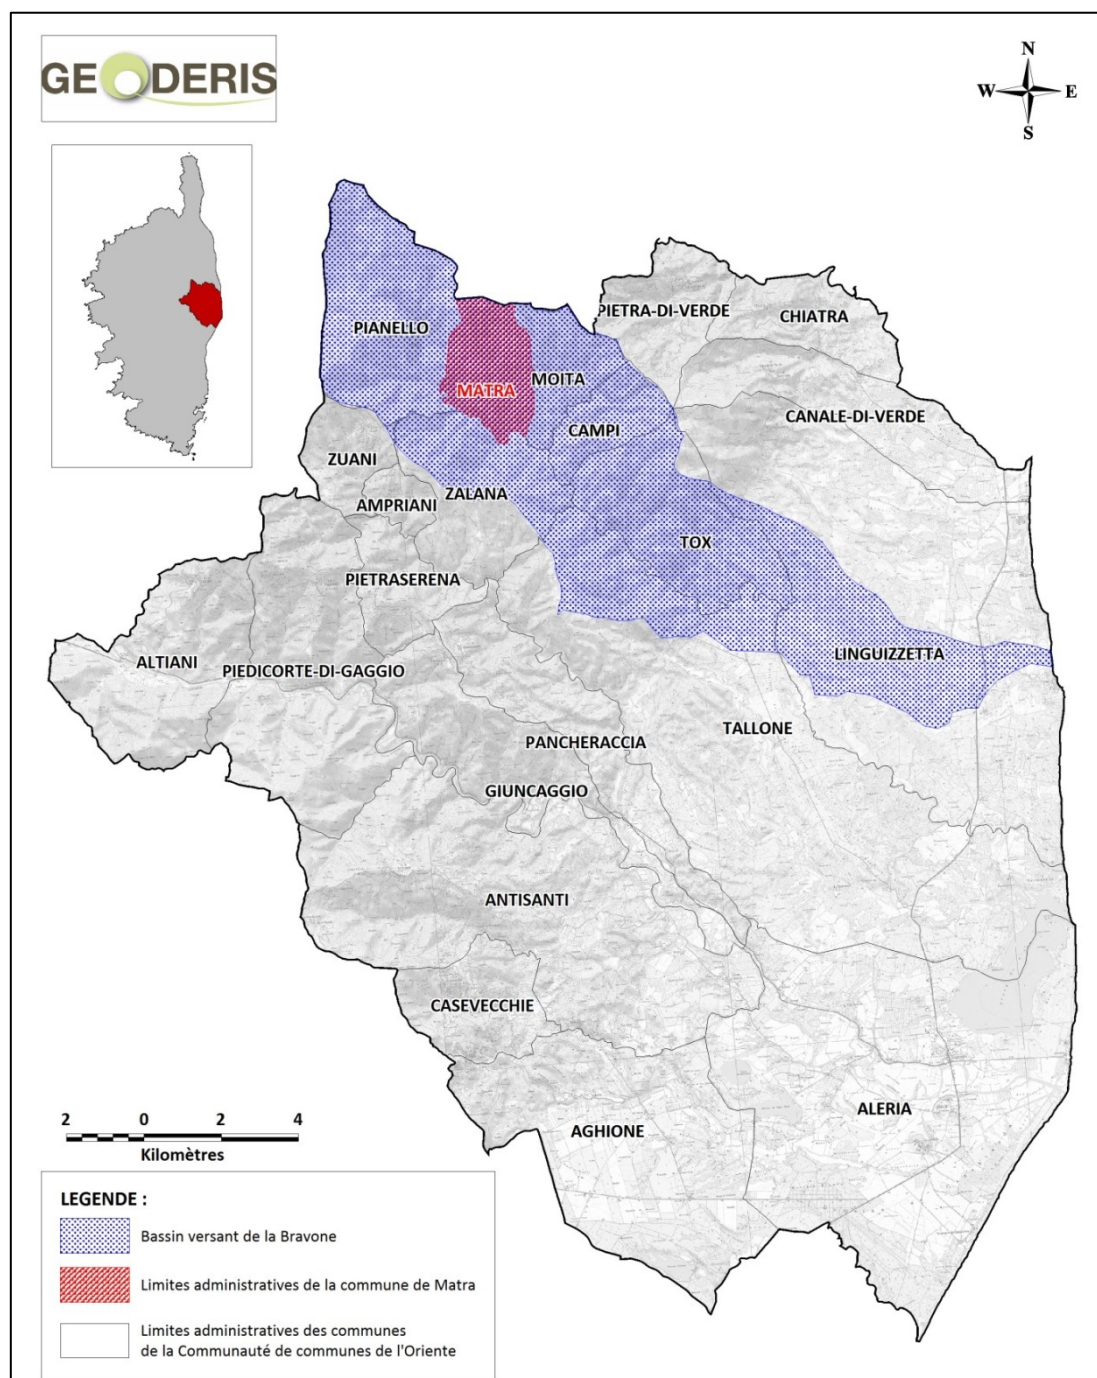 GEODERIS
N
W E
S
PIETRA-DI-VERDE
CHIATRA
PIANELLO
MOITA
MATRA
CANALE-DI-VERDE
CAMPI
ZUANI
ZALANA
AMPRIANI
TOX
PIETRASERENA
LINGUIZZETTA
ALTIANI
PIEDICORTE-DI-GAGGIO
TALLONE
PANCHERACCIA
GIUNCAGGIO
ANTISANTI
CASEVECCHIE
ALERIA
AGHIONE
2 0 2 4
Kilomètres
LEGENDE :
Bassin versant de la Bravone
Limites administratives de la commune de Matra
Limites administratives des communes
de la Communauté de communes de l'Oriente